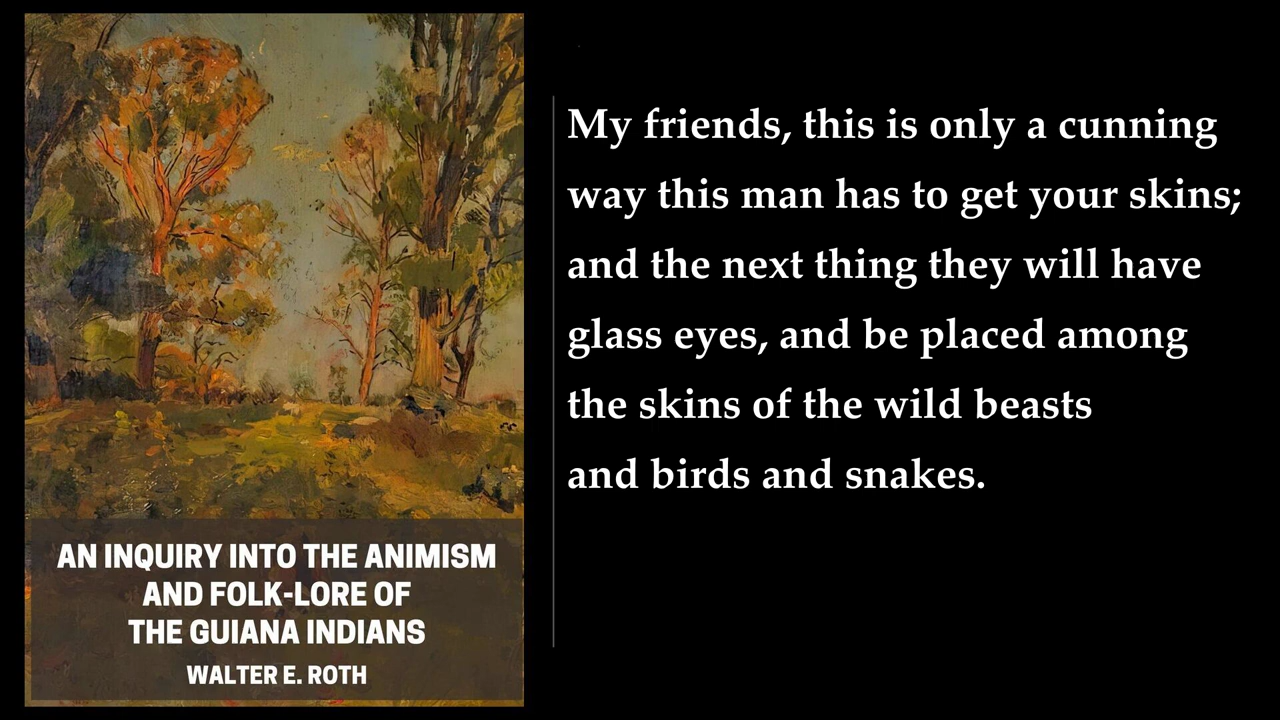 My friends, this is only a cunning
way this man has to get your skins;
and the next thing they will have
glass eyes, and be placed among
the skins of the wild beasts
and birds and snakes.
AN INQUIRY INTO THE ANIMISM
AND FOLK-LORE OF
THE GUIANA INDIANS
WALTER E. ROTH